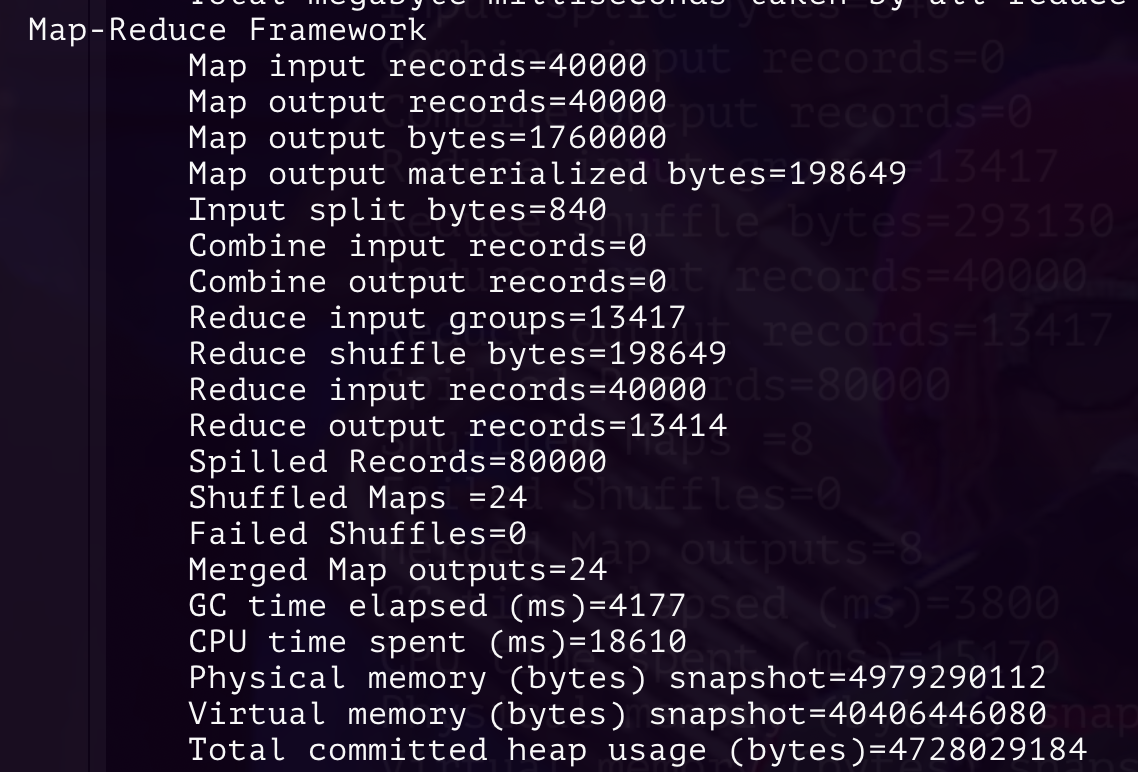 Total megabyte-milliseconds taken by all reduce
Map-Reduce Framework
Map input records=40000
Map output records=40000
Map output bytes=1760000
Map output materialized bytes=198649
Input split bytes=840
Combine input records=0
Combine output records=0
Reduce input groups=13417
Reduce shuffle bytes=198649
Reduce input records=40000
Reduce output records=13414
Spilled Records=80000
Shuffled Maps =24
Failed Shuffles=0
Merged Map outputs=24
GC time elapsed (ms)=4177
CPU time spent (ms)=18610
Physical memory (bytes) snapshot=4979290112
Virtual memory (bytes) snapshot=40406446080
Total committed heap usage (bytes)=4728029184